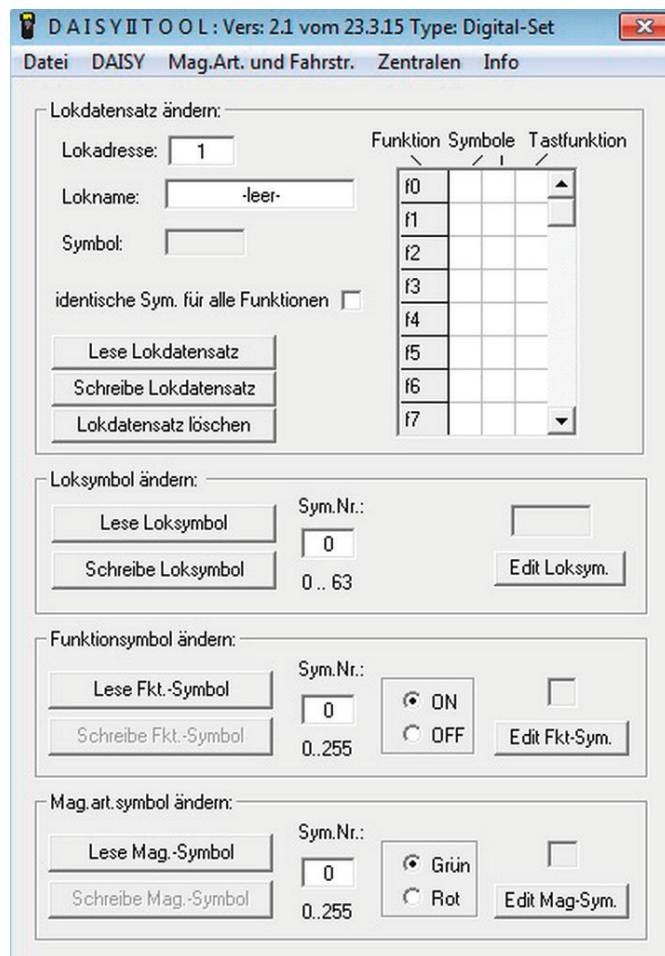 DAISY II TOOL: Vers: 2.1 vom 23.3.15 Type: Digital-Set
Datei DAISY Mag.Art. und Fahrstr. Zentralen Info
Lokdatensatz ändern:
Lokadresse: 1
Lokname: -leer-
Symbol:
identische Sym. für alle Funktionen
Lese Lokdatensatz
Schreibe Lokdatensatz
Lokdatensatz löschen
Funktion Symbole Tastfunktion
f0
f1
f2
f3
f4
f5
f6
f7
Loksymbol ändern:
Lese Loksymbol
Schreibe Loksymbol
Sym.Nr.:
0
0 .. 63
Edit Loksym.
Funktionsymbol ändern:
Lese Fkt.-Symbol
Schreibe Fkt.-Symbol
Sym.Nr.:
0
0..255
ON
OFF
Edit Fkt-Sym.
Mag.art.symbol ändern:
Lese Mag.-Symbol
Schreibe Mag.-Symbol
Sym.Nr.:
0
0..255
Grün
Rot
Edit Mag-Sym.